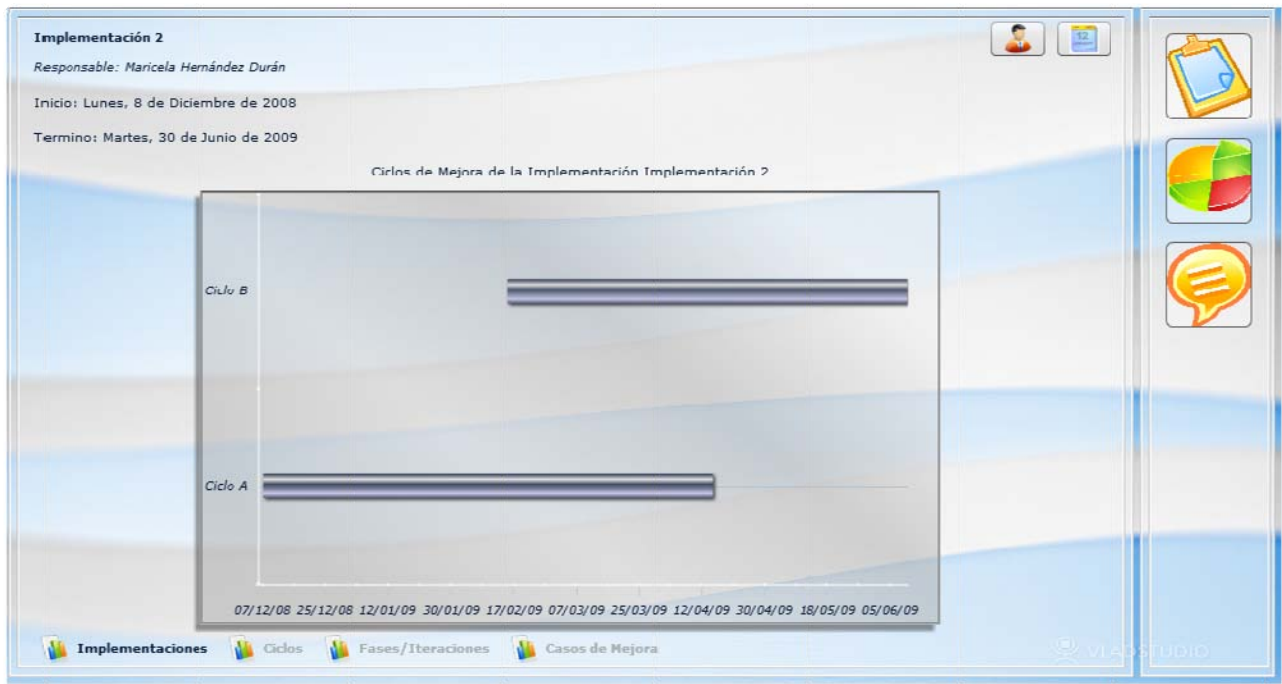 Implementación 2
12
Responsable: Maricela Hernández Durán
Inicio: Lunes, 8 de Diciembre de 2008
Termino: Martes, 30 de Junio de 2009
Ciclos de Mejora de la Implementación Implementación 2
Ciclo B
Ciclo A
07/12/08 25/12/08 12/01/09 30/01/09 17/02/09 07/03/09 25/03/09 12/04/09 30/04/09 18/05/09 05/06/09
Implementaciones Ciclos Fases/Iteraciones Casos de Mejora
VLADSTUDIO